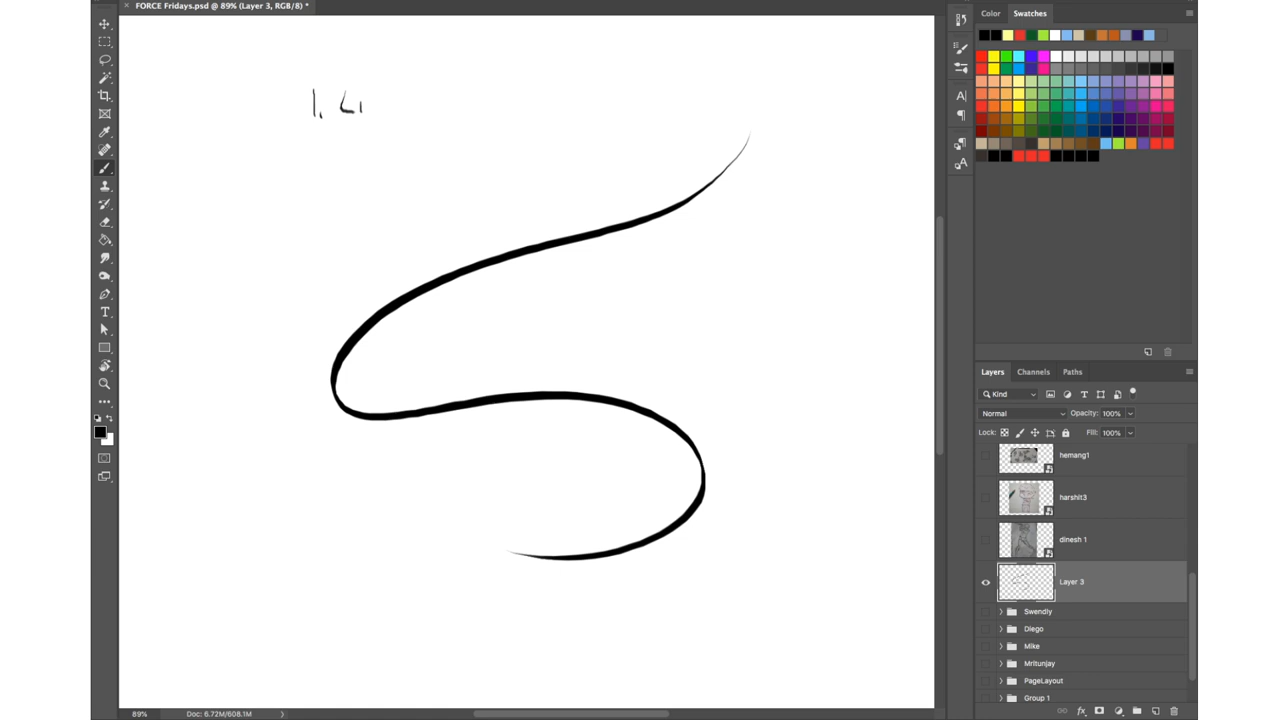 × FORCE Fridays.psd @ 89% (Layer 3, RGB/8) *
1. Li
Color Swatches
Layers Channels Paths
Kind
Normal Opacity: 100%
Lock: Fill: 100%
hemang1
harshit3
dinesh 1
Layer 3
Swendly
Diego
Mike
Mritunjay
PageLayout
Group 1
89% Doc: 6.72M/608.1M